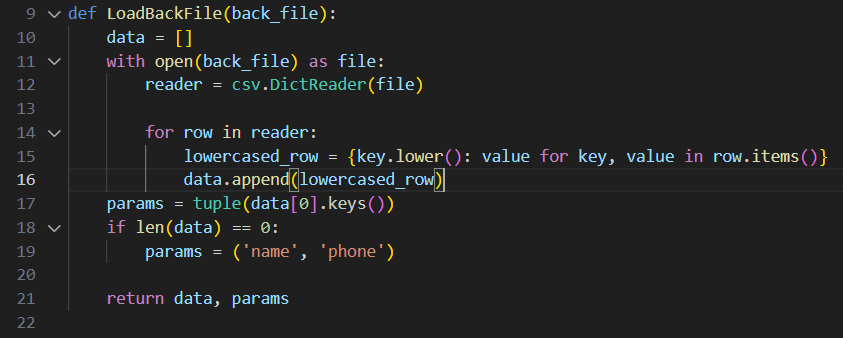 9 def LoadBackFile(back_file):
10     data = []
11     with open(back_file) as file:
12         reader = csv.DictReader(file)
13
14         for row in reader:
15             lowercased_row = {key.lower(): value for key, value in row.items()}
16             data.append(lowercased_row)
17     params = tuple(data[0].keys())
18     if len(data) == 0:
19         params = ('name', 'phone')
20
21     return data, params
22